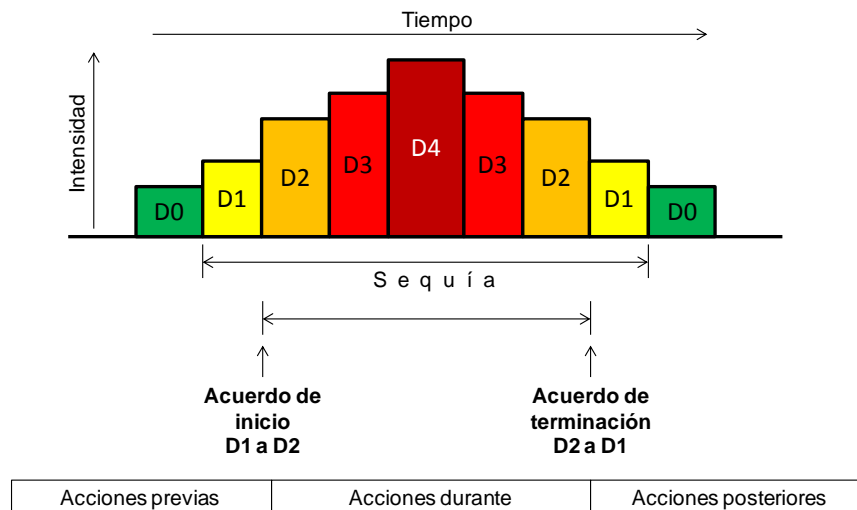 Tiempo
Intensidad
D0
D1
D2
D3
D4
D3
D2
D1
D0
S e q u í a
Acuerdo de
inicio
D1 a D2
Acuerdo de
terminación
D2 a D1
Acciones previas
Acciones durante
Acciones posteriores